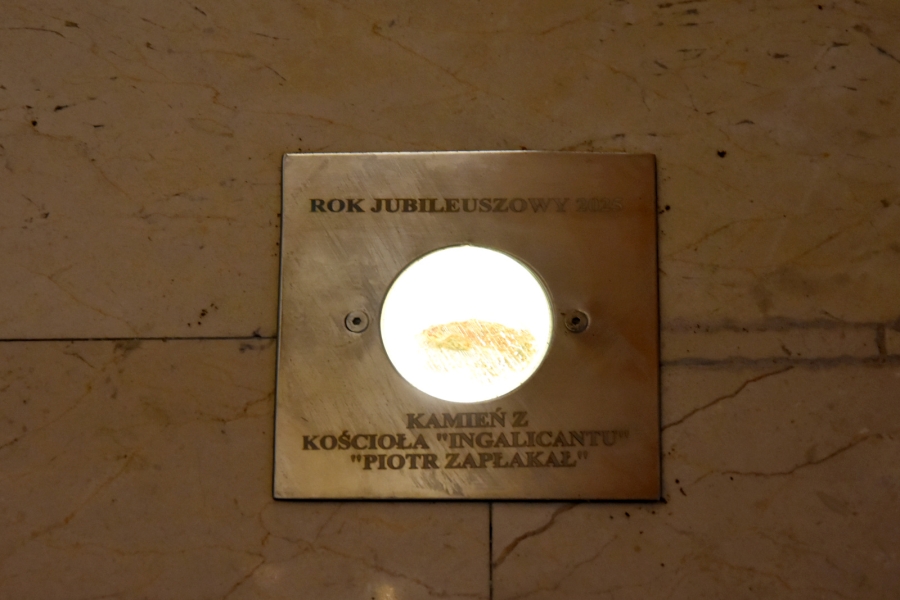 ROK JUBILEUSZOWY
KAMIEŃ Z
KOŚCIOŁA "INGALICANTU"
"PIOTR ZAPŁAKAŁ"